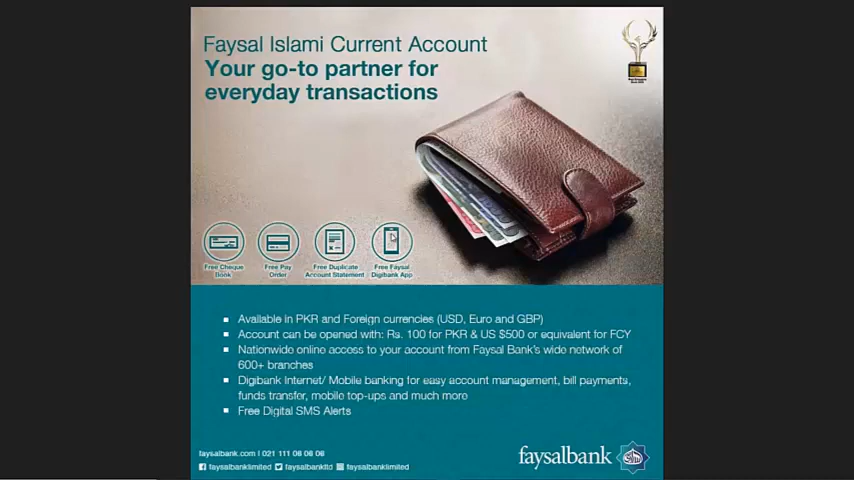 Faysal Islami Current Account
Your go-to partner for
everyday transactions
Free Cheque
Book
Free Pay
Order
Free Duplicate
Account Statement
Free Faysal
Digibank App
Available in PKR and Foreign currencies (USD, Euro and GBP)
Account can be opened with: Rs. 100 for PKR & US $500 or equivalent for FCY
Nationwide online access to your account from Faysal Bank's wide network of
600+ branches
Digibank Internet/ Mobile banking for easy account management, bill payments,
funds transfer, mobile top-ups and much more
Free Digital SMS Alerts
faysalbank.com | 021 111 06 06 06
faysalbanklimited faysalbankltd faysalbanklimited
faysalbank